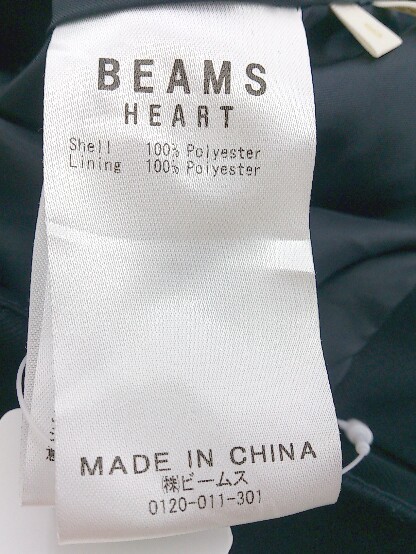 BEAMS
HEART
Shell 100% Polyester
Lining 100% Polyester
MADE IN CHINA
㈱ビームス
0120-011-301